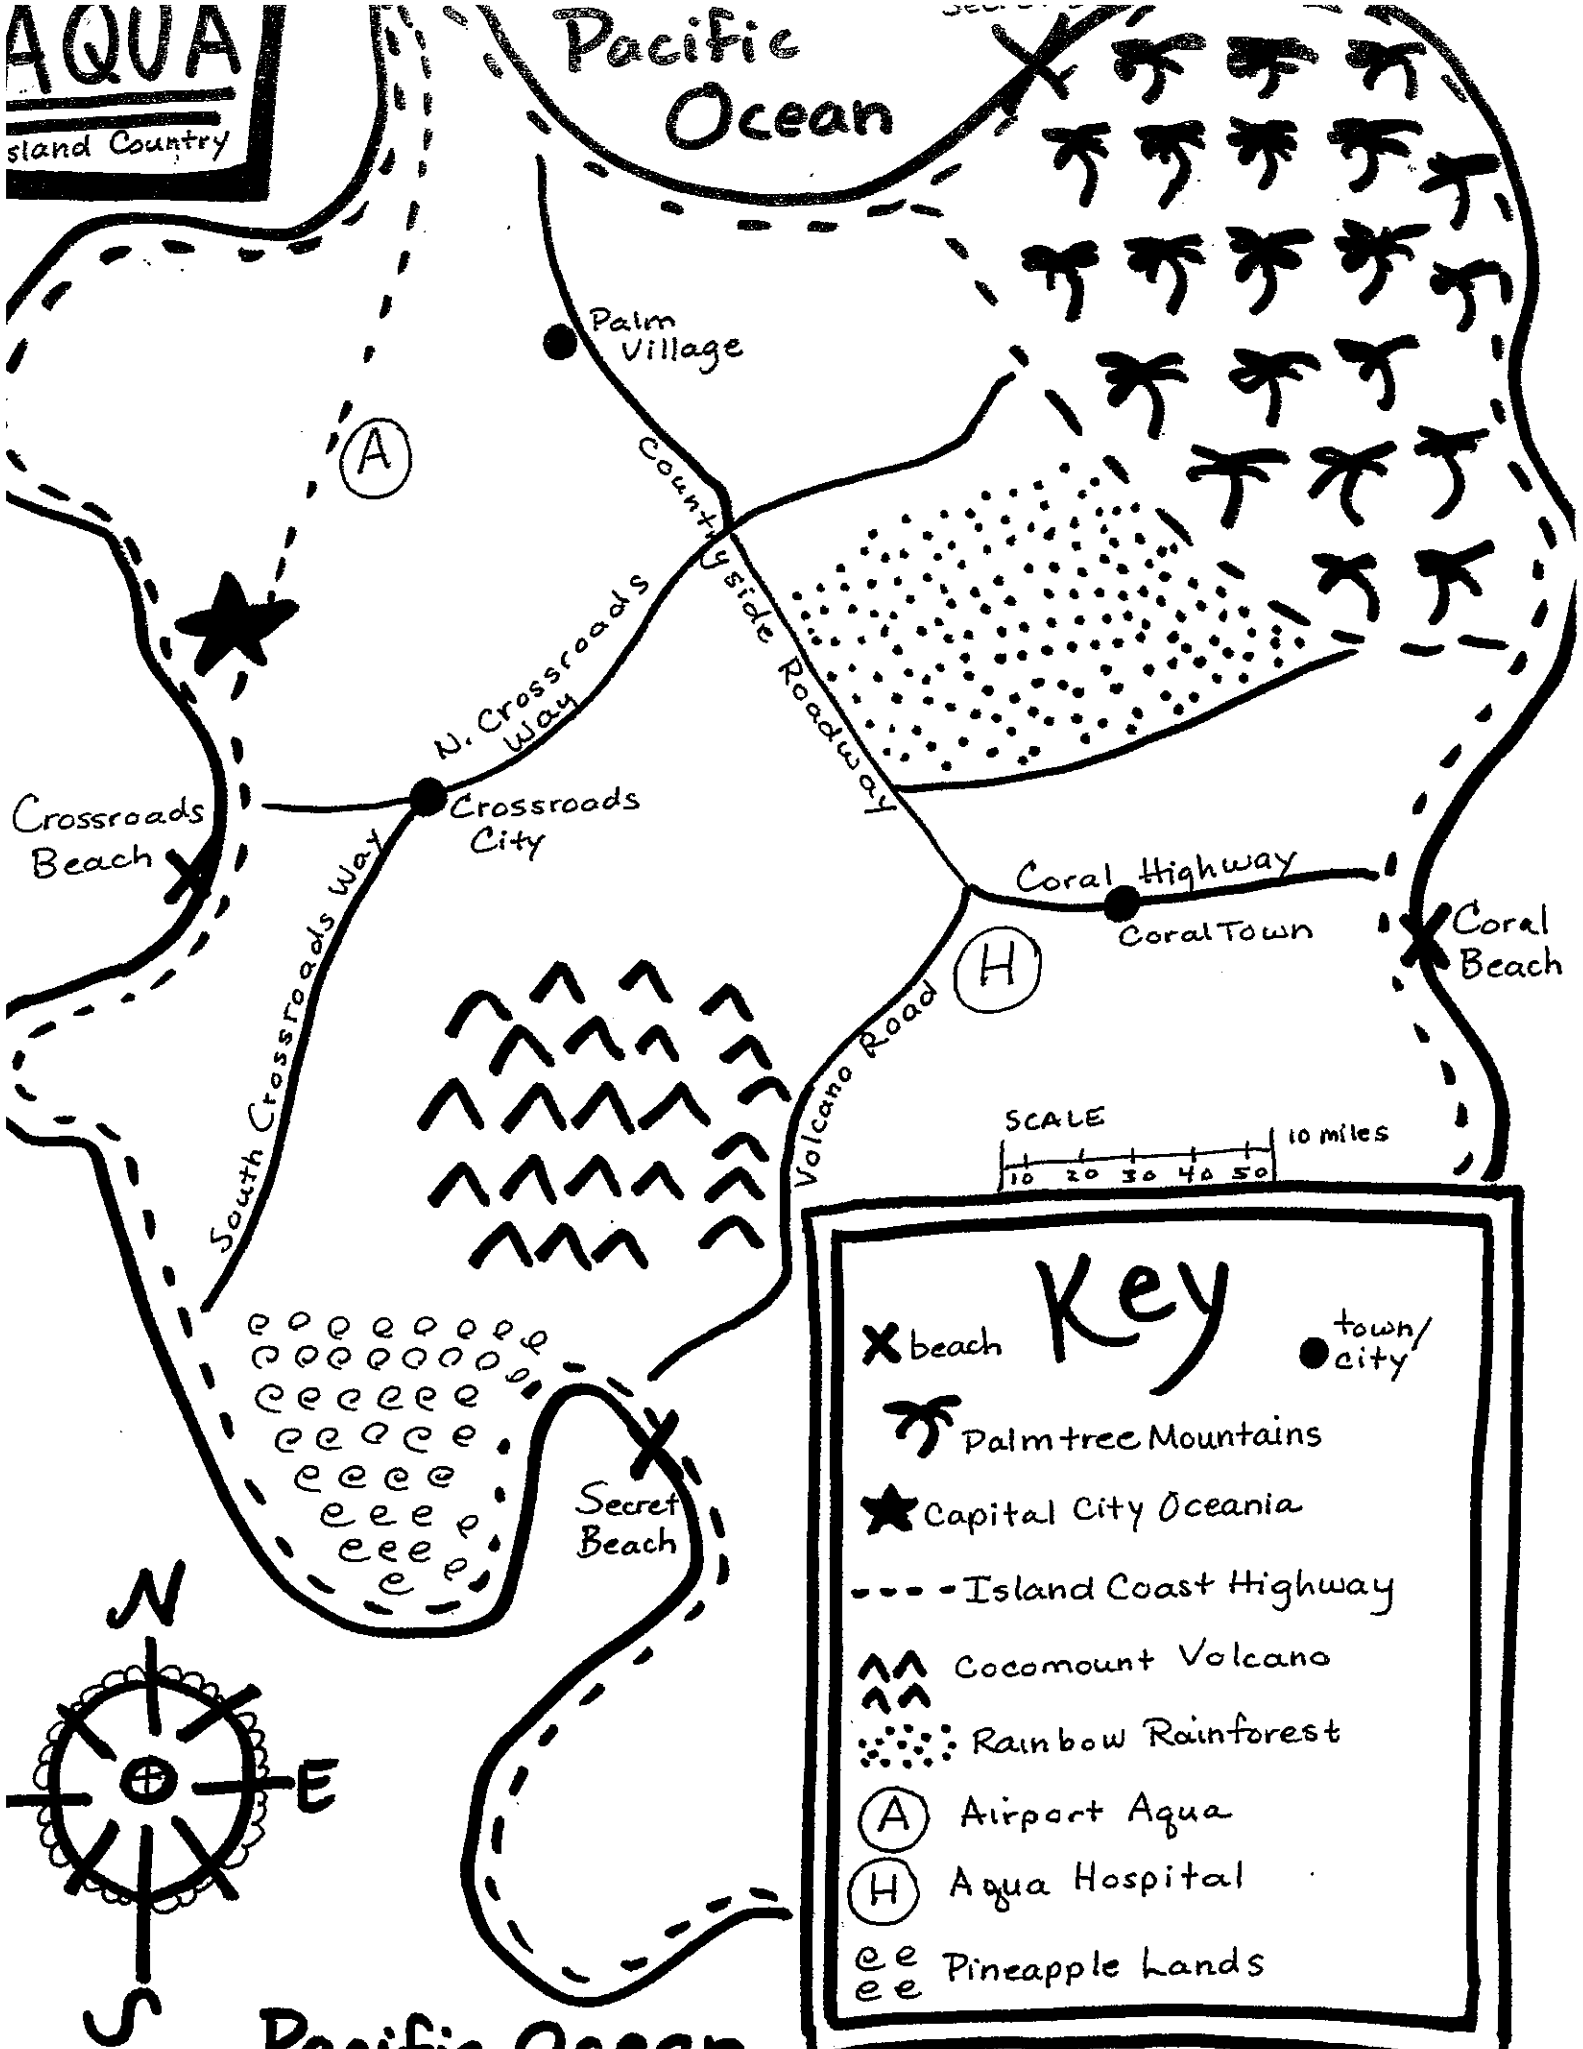 AQUA
sland Country
Pacific
Ocean
Palm
Village
A
Countryside Roadway
N. Crossroads
Way
Crossroads
Beach
Crossroads
City
South Crossroads Way
Coral Highway
Coral Town
Coral
Beach
H
Volcano Road
SCALE
10 miles
10 20 30 40 50
Key
beach
town/
city
Palmtree Mountains
Capital City Oceania
Island Coast Highway
Cocomount Volcano
Rainbow Rainforest
A Airport Aqua
H Aqua Hospital
Pineapple Lands
Secret
Beach
N
E
S
Pacific Ocean